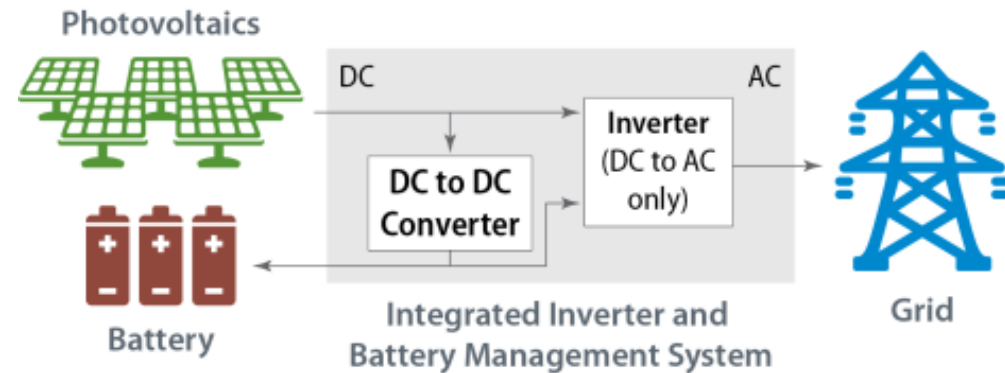 Photovoltaics
DC
AC
Inverter
(DC to AC
only)
DC to DC
Converter
Battery
Grid
Integrated Inverter and
Battery Management System